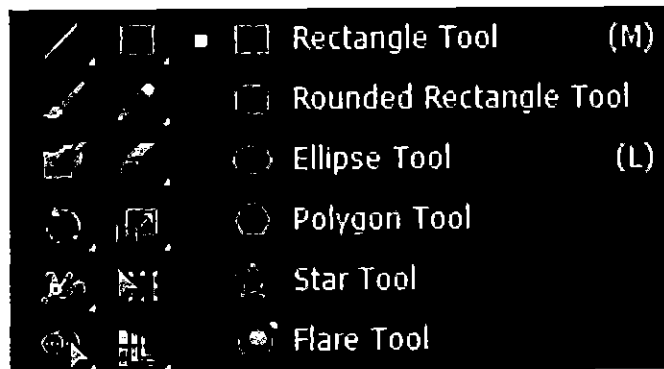 Rectangle Tool (M)
Rounded Rectangle Tool
Ellipse Tool (L)
Polygon Tool
Star Tool
Flare Tool